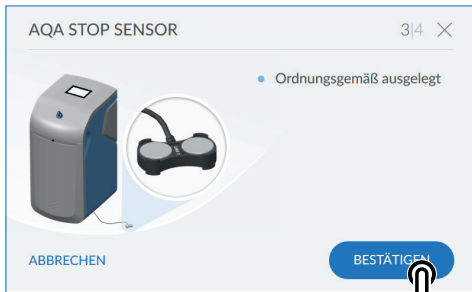 AQA STOP SENSOR
3|4
Ordnungsgemäß ausgelegt
ABBRECHEN
BESTÄTIGEN